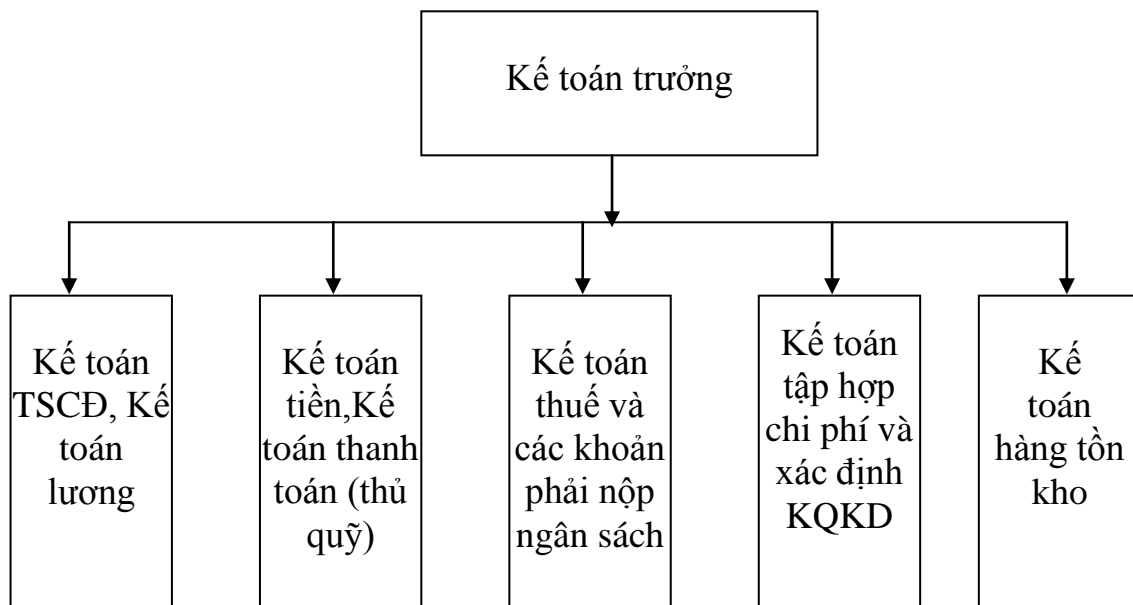 Kế toán trưởng
Kế toán
TSCĐ, Kế
toán
lương
Kế toán
tiền,Kế
toán thanh
toán (thủ
quỹ)
Kế toán
thuế và
các khoản
phải nộp
ngân sách
Kế toán
tập hợp
chi phí và
xác định
KQKD
Kế
toán
hàng tồn
kho